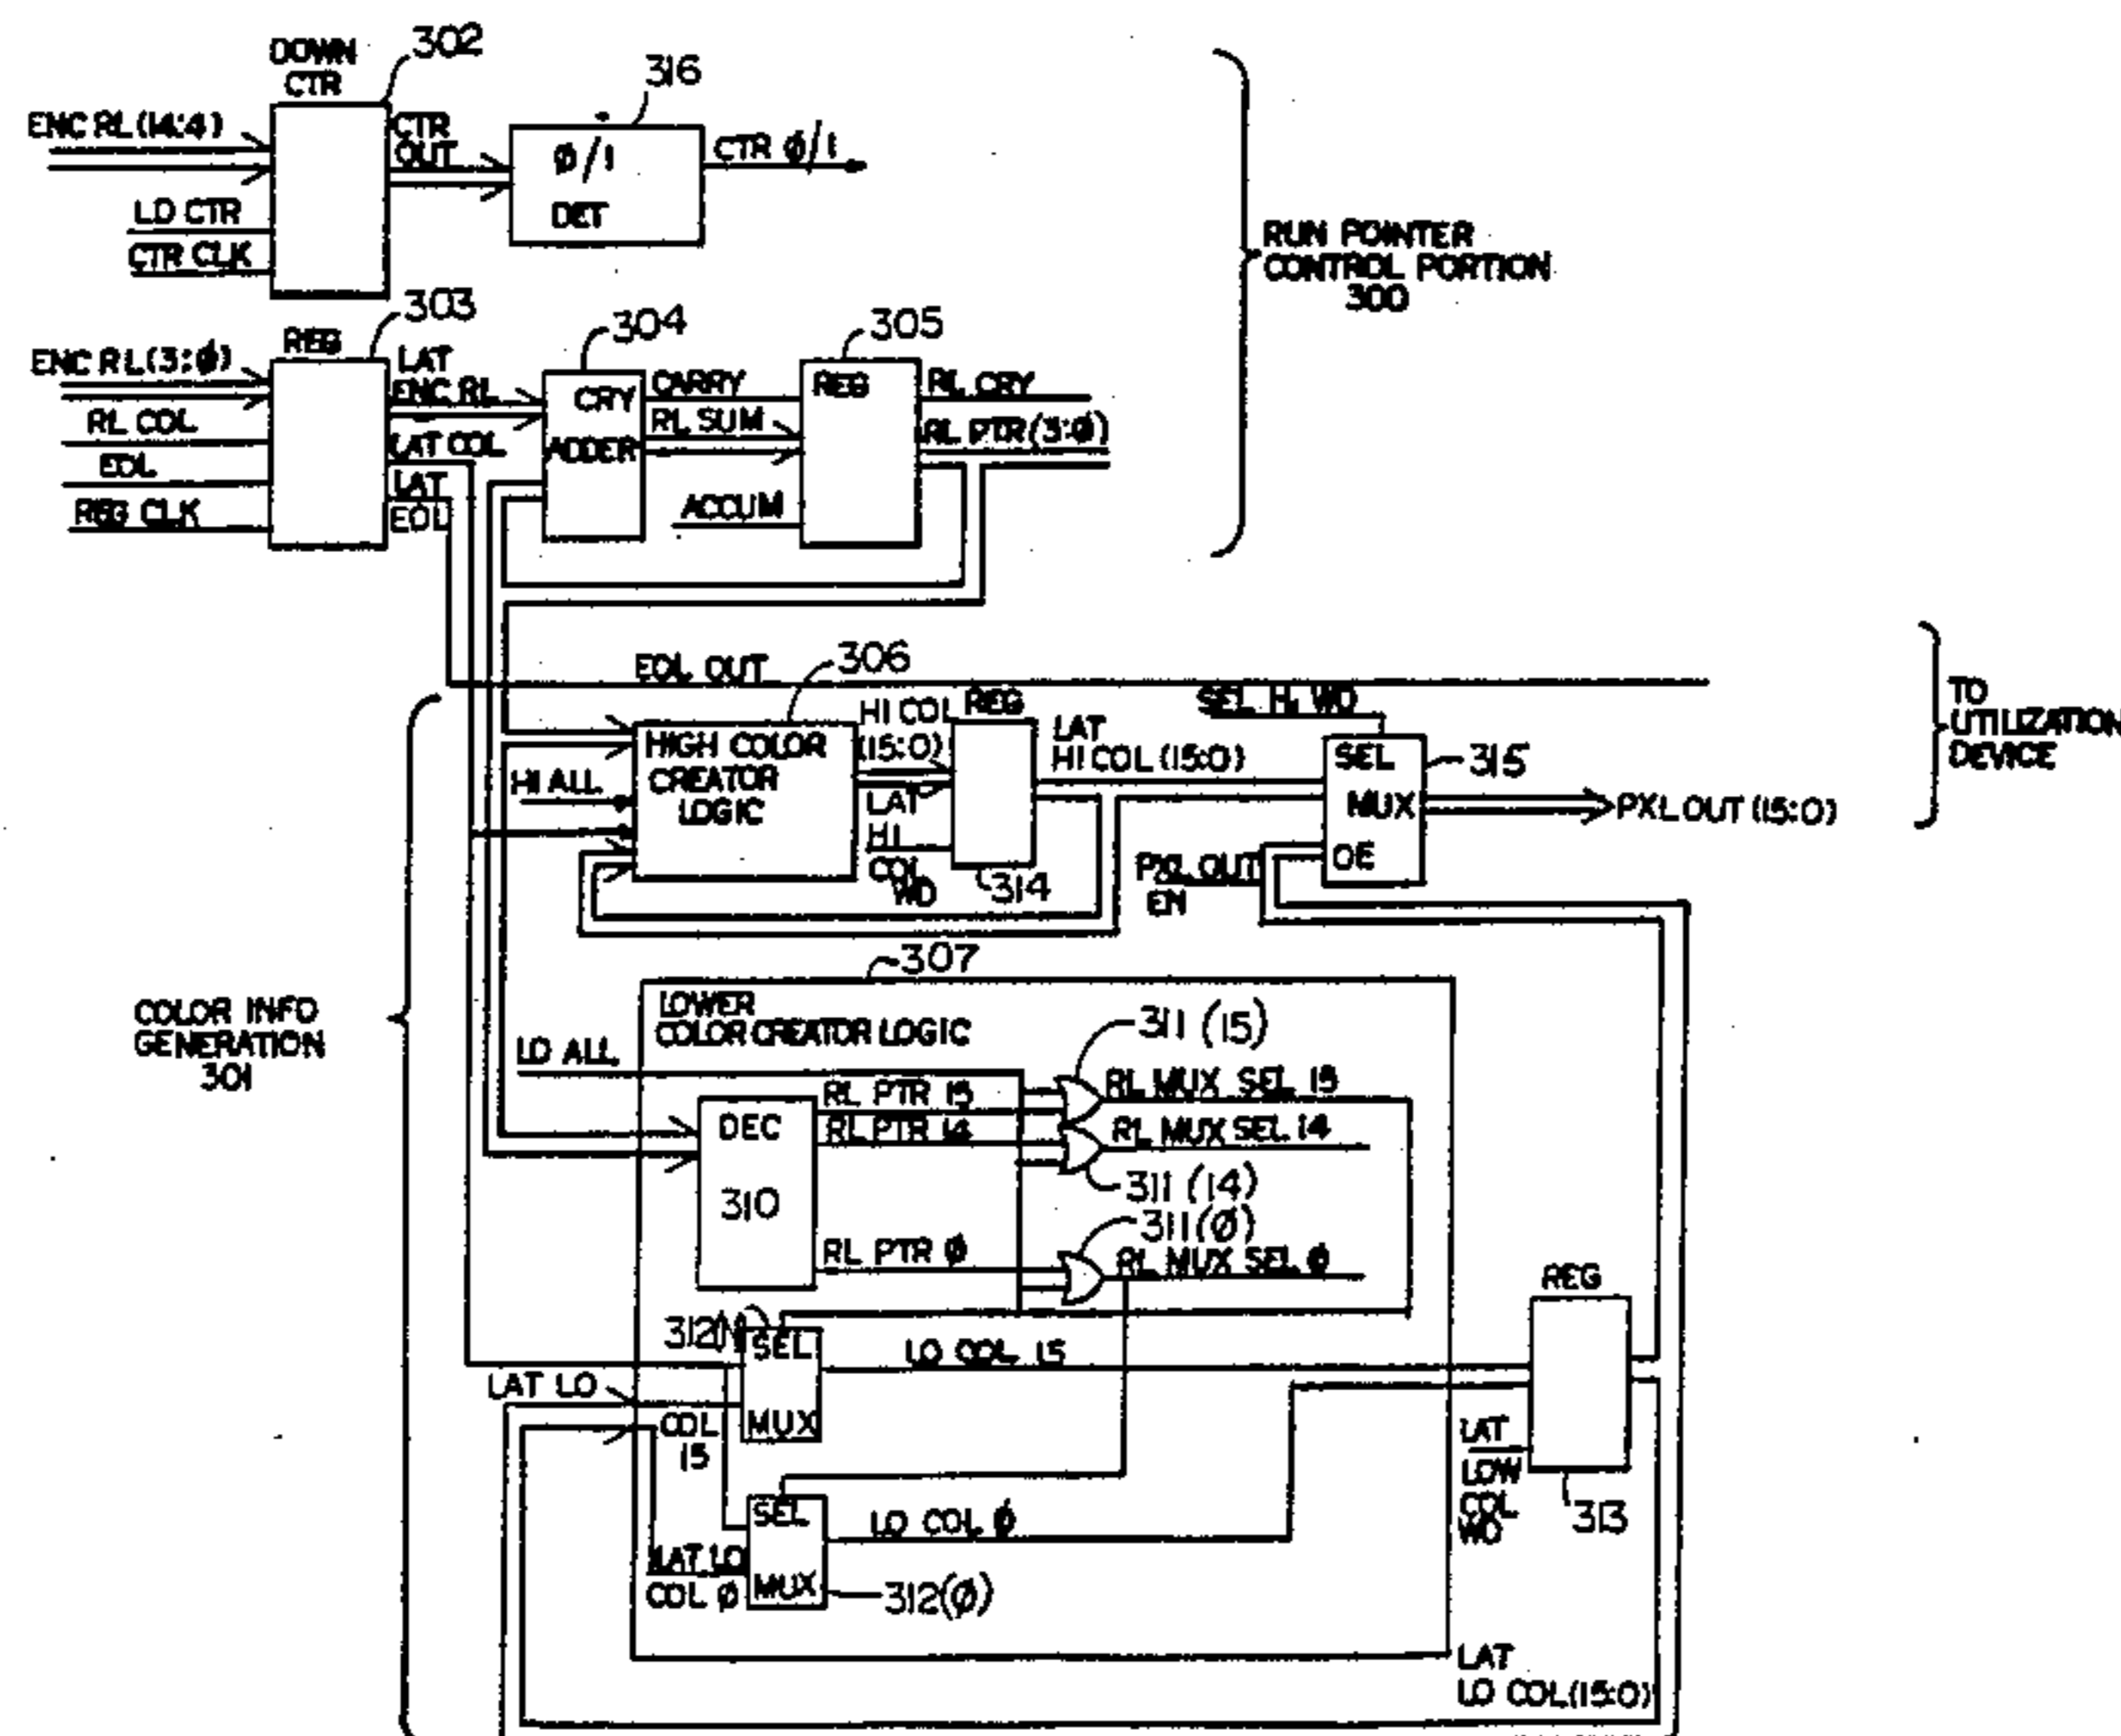 DOWN
CTR
302
316
ENC RL(14:4)
CTR
OUT
Ø/1
DET
CTR Ø/1
LD CTR
CTR CLK
RUN POINTER
CONTROL PORTION
300
303
REG
ENC RL(3:Ø)
RL COL
EOL
REG CLK
LAT
ENC RL
LAT COL
LAT
EOL
304
CRY
ADDER
CARRY
RL SUM
ACCUM
305
REG
RL CRY
RL PTR(3:Ø)
EOL OUT
306
TO
UTILIZATION
DEVICE
HIGH COLOR
CREATOR
LOGIC
HI ALL
HI COL
(15:0)
LAT
HI
COL
WD
REG
314
LAT
HI COL (15:0)
SEL HI WD
SEL
MUX
OE
315
PXL OUT (15:0)
PXL OUT
EN
COLOR INFO
GENERATION
301
307
LOWER
COLOR CREATOR LOGIC
LO ALL
DEC
310
RL PTR 15
RL PTR 14
RL PTR Ø
311 (15)
RL MUX SEL 15
RL MUX SEL 14
311 (14)
311(Ø)
RL MUX SEL Ø
SEL
MUX
LO COL 15
LAT LO
COL
15
SEL
MUX
LO COL Ø
LAT LO
COL Ø
312(Ø)
REG
LAT
LOW
COL
WD
313
LAT
LO COL(15:0)